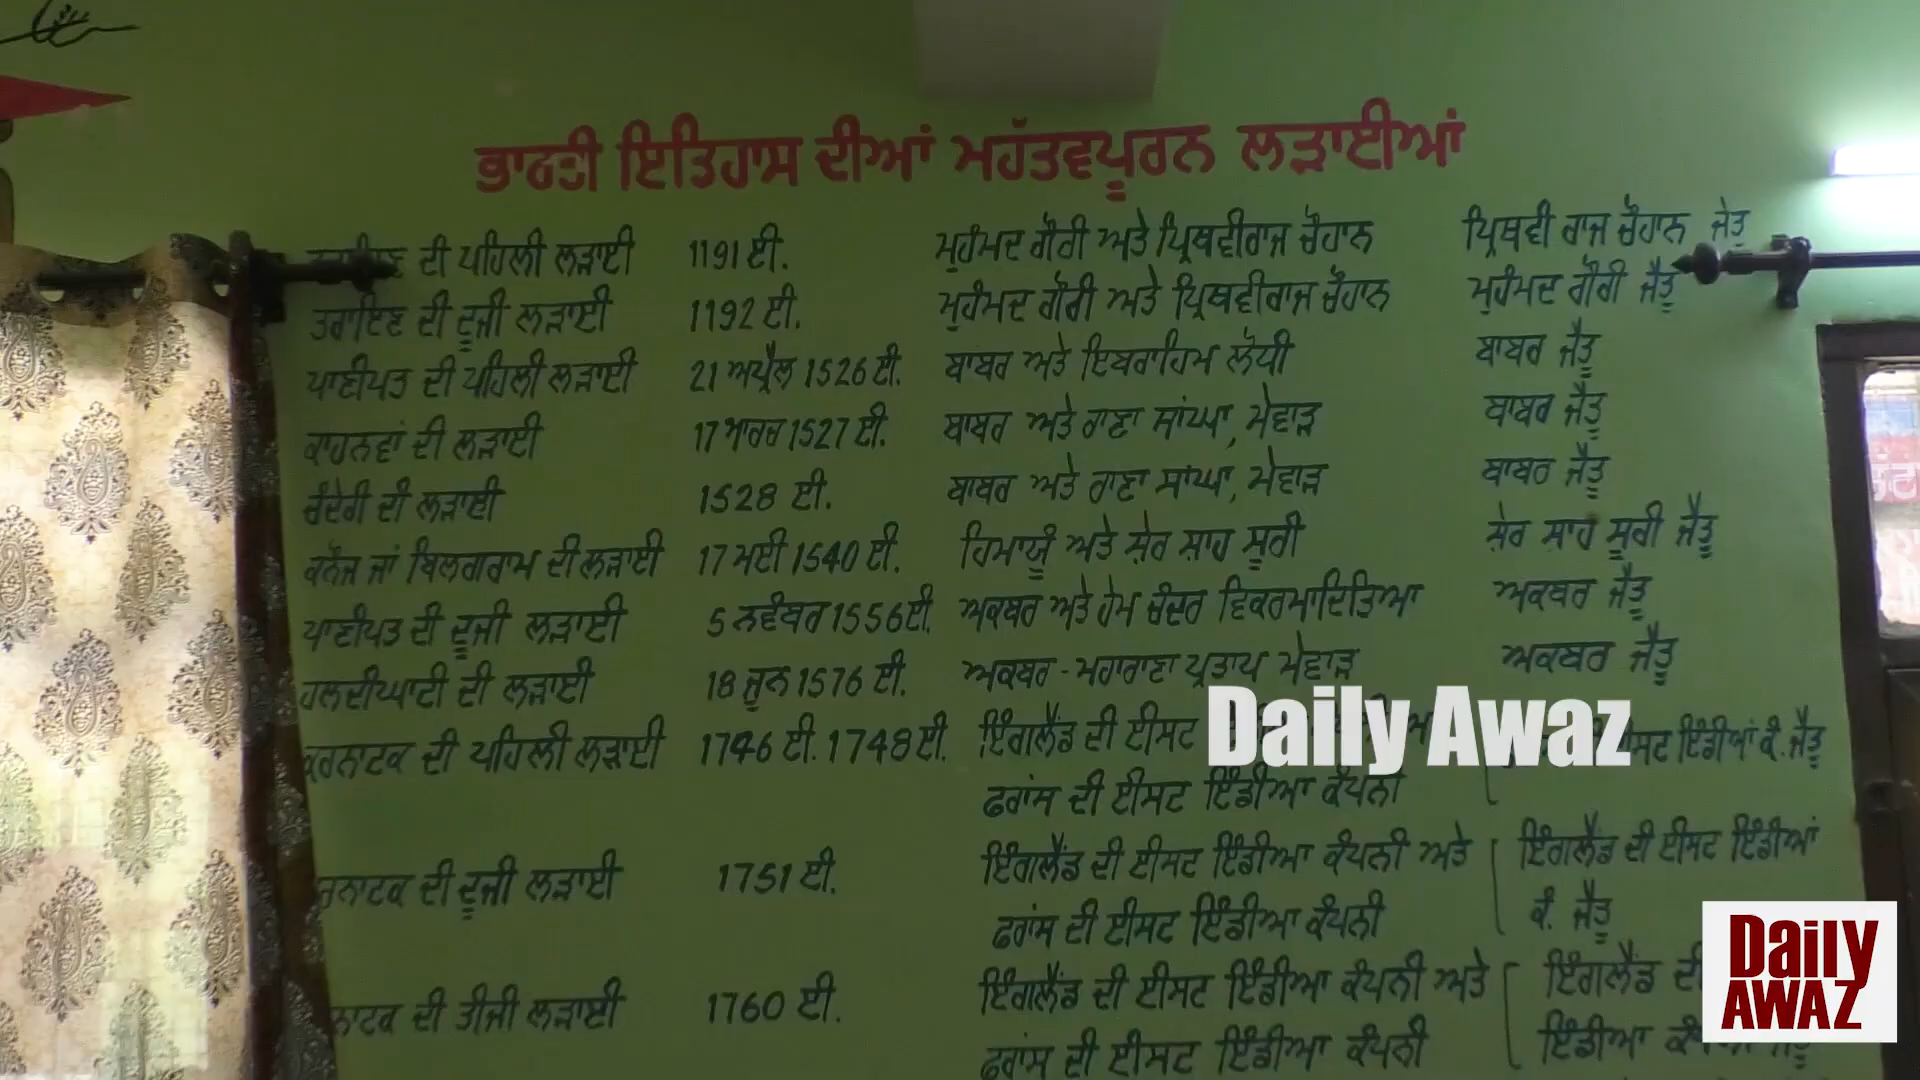 ਭਾਰਤੀ ਇਤਿਹਾਸ ਦੀਆਂ ਮਹੱਤਵਪੂਰਨ ਲੜਾਈਆਂ
ਦੀ ਪਹਿਲੀ ਲੜਾਈ 1191 ਈ. ਮੁਹੰਮਦ ਗੌਰੀ ਅਤੇ ਪ੍ਰਿਥਵੀਰਾਜ ਚੌਹਾਨ ਪ੍ਰਿਥਵੀ ਰਾਜ ਚੌਹਾਨ ਜੇਤੂ
ਤਰਾਇਣ ਦੀ ਦੂਜੀ ਲੜਾਈ 1192 ਈ. ਮੁਹੰਮਦ ਗੌਰੀ ਅਤੇ ਪ੍ਰਿਥਵੀਰਾਜ ਚੌਹਾਨ ਮੁਹੰਮਦ ਗੌਰੀ ਜੈਤੂ
ਪਾਣੀਪਤ ਦੀ ਪਹਿਲੀ ਲੜਾਈ 21 ਅਪ੍ਰੈਲ 1526 ਈ. ਬਾਬਰ ਅਤੇ ਇਬਰਾਹਿਮ ਲੋਧੀ ਬਾਬਰ ਜੈਤੂ
ਕਾਹਨਵਾਂ ਦੀ ਲੜਾਈ 17 ਮਾਰਚ 1527 ਈ. ਬਾਬਰ ਅਤੇ ਰਾਣਾ ਸਾਂਘਾ, ਮੇਵਾੜ ਬਾਬਰ ਜੈਤੂ
ਚੰਦੇਰੀ ਦੀ ਲੜਾਈ 1528 ਈ. ਬਾਬਰ ਅਤੇ ਰਾਣਾ ਸਾਂਘਾ, ਮੇਵਾੜ ਬਾਬਰ ਜੈਤੂ
ਕਨੌਜ ਜਾਂ ਬਿਲਗਰਾਮ ਦੀ ਲੜਾਈ 17 ਮਈ 1540 ਈ. ਹਿਮਾਯੂੰ ਅਤੇ ਸ਼ੇਰ ਸ਼ਾਹ ਸੂਰੀ ਸ਼ੇਰ ਸ਼ਾਹ ਸੂਰੀ ਜੈਤੂ
ਪਾਣੀਪਤ ਦੀ ਦੂਜੀ ਲੜਾਈ 5 ਨਵੰਬਰ 1556 ਈ. ਅਕਬਰ ਅਤੇ ਹੇਮ ਚੰਦਰ ਵਿਕਰਮਾਦਿਤਿਆ ਅਕਬਰ ਜੈਤੂ
ਹਲਦੀਘਾਟੀ ਦੀ ਲੜਾਈ 18 ਜੂਨ 1576 ਈ. ਅਕਬਰ - ਮਹਾਰਾਣਾ ਪ੍ਰਤਾਪ ਮੇਵਾੜ ਅਕਬਰ ਜੈਤੂ
ਕਰਨਾਟਕ ਦੀ ਪਹਿਲੀ ਲੜਾਈ 1746 ਈ. 1748 ਈ. ਇੰਗਲੈਂਡ ਦੀ ਈਸਟ ਇੰਡੀਆਂ ਕੰ. ਜੈਤੂ
ਫਰਾਂਸ ਦੀ ਈਸਟ ਇੰਡੀਆ ਕੰਪਨੀ
ਦੀ ਦੂਜੀ ਲੜਾਈ 1751 ਈ. ਇੰਗਲੈਂਡ ਦੀ ਈਸਟ ਇੰਡੀਆ ਕੰਪਨੀ ਅਤੇ ਇੰਗਲੈਂਡ ਦੀ ਈਸਟ ਇੰਡੀਆਂ
ਫਰਾਂਸ ਦੀ ਈਸਟ ਇੰਡੀਆ ਕੰਪਨੀ ਕੰ. ਜੈਤੂ
ਦੀ ਤੀਜੀ ਲੜਾਈ 1760 ਈ. ਇੰਗਲੈਂਡ ਦੀ ਈਸਟ ਇੰਡੀਆ ਕੰਪਨੀ ਅਤੇ ਇੰਗਲੈਂਡ ਦੀ
ਫਰਾਂਸ ਦੀ ਈਸਟ ਇੰਡੀਆ ਕੰਪਨੀ ਇੰਡੀਆ
Daily Awaz
Daily
AWAZ